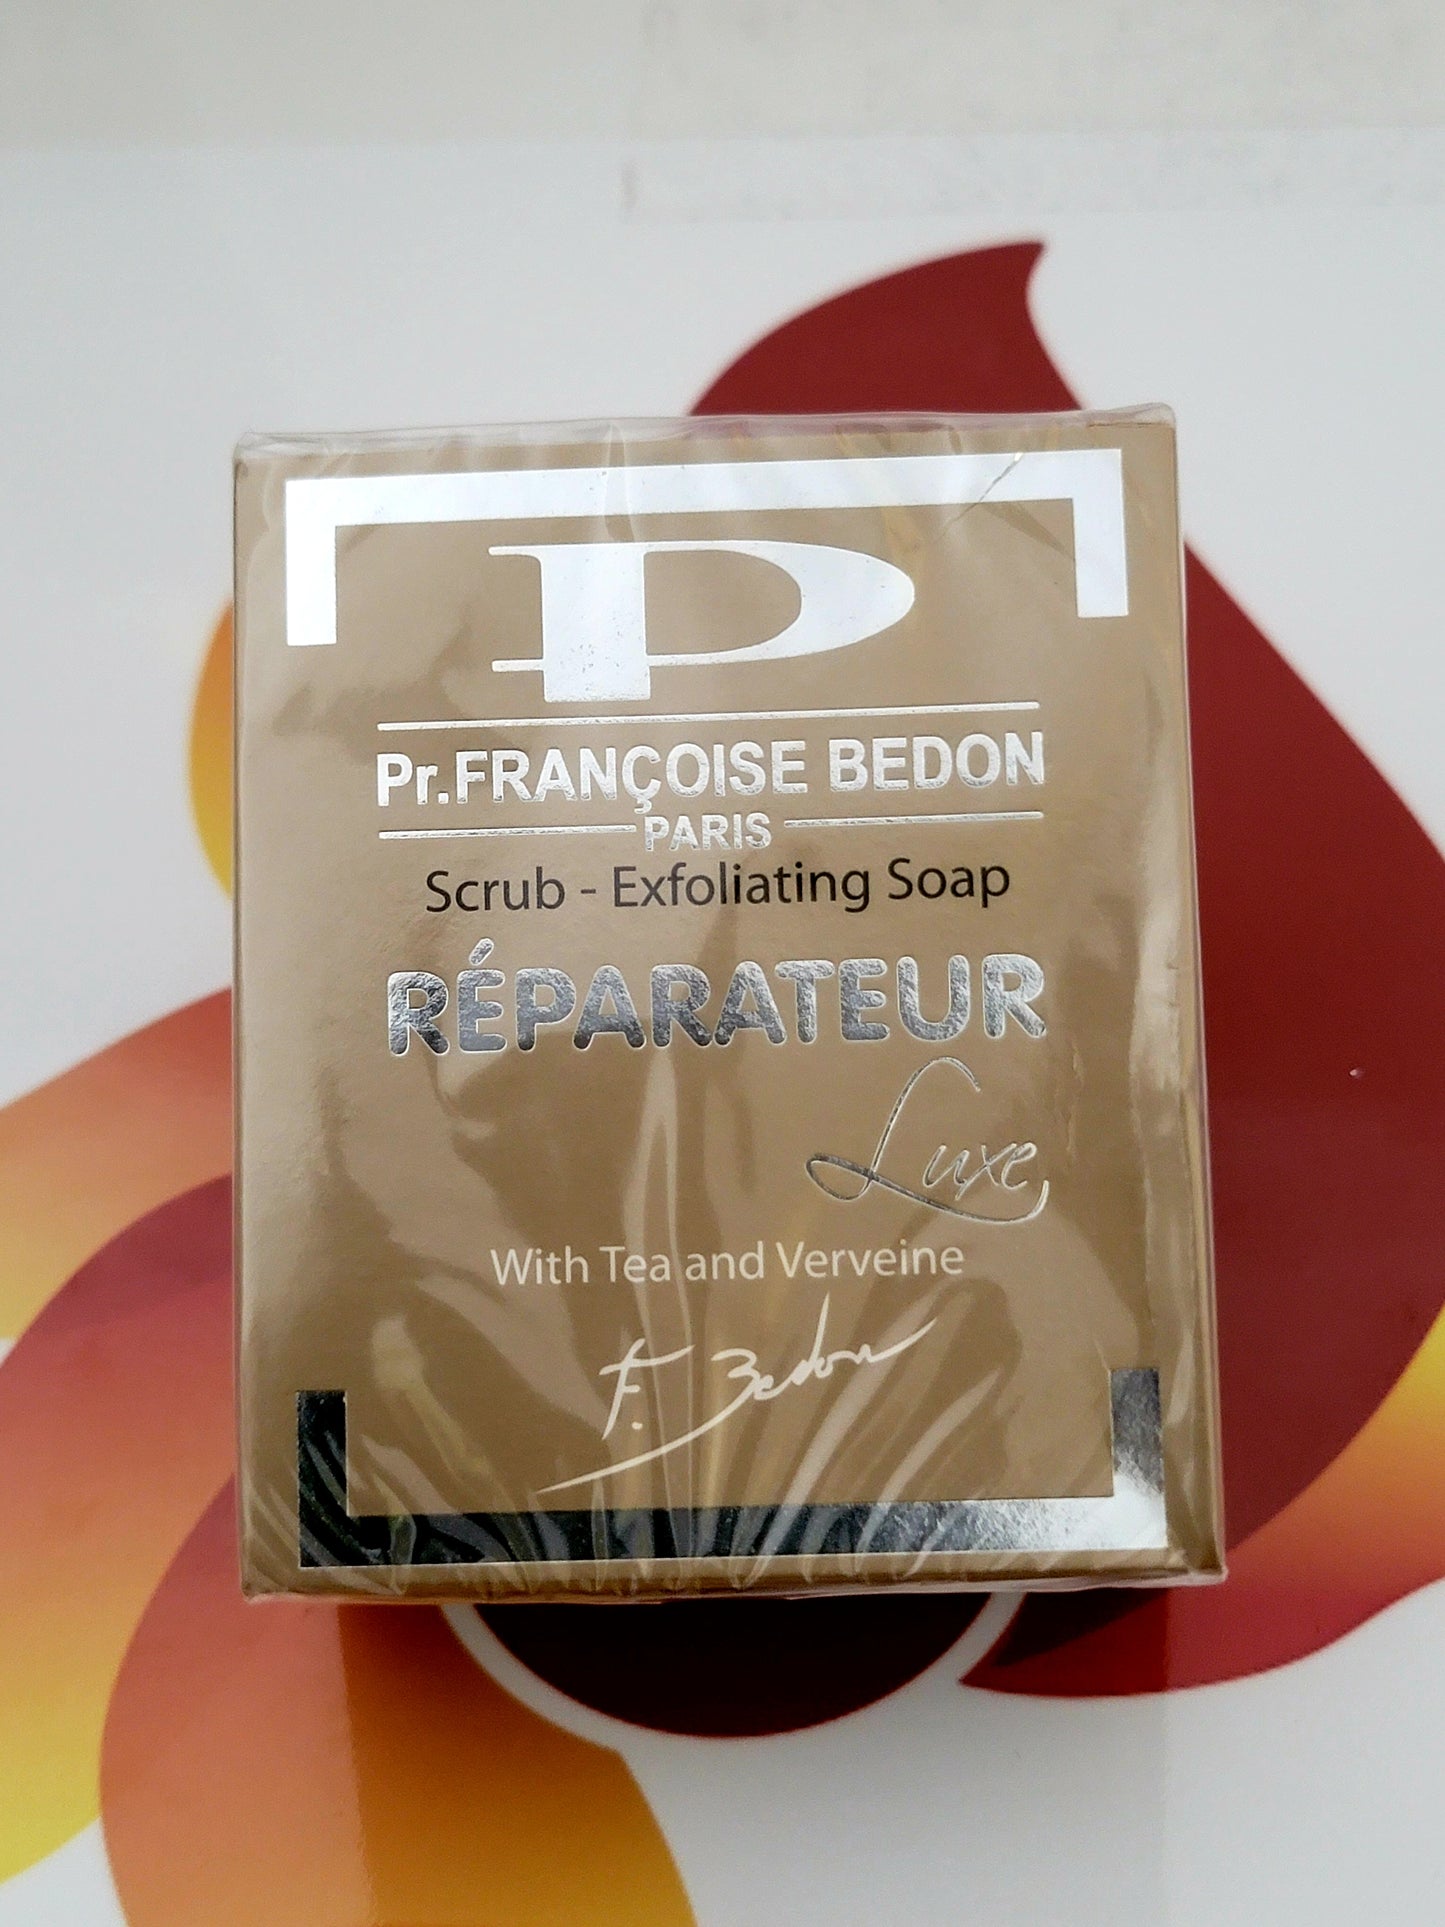 P
Pr.FRANÇOISE BEDON
PARIS
Scrub - Exfoliating Soap
RÉPARATEUR
Luxe
With Tea and Verveine
F. Bedon